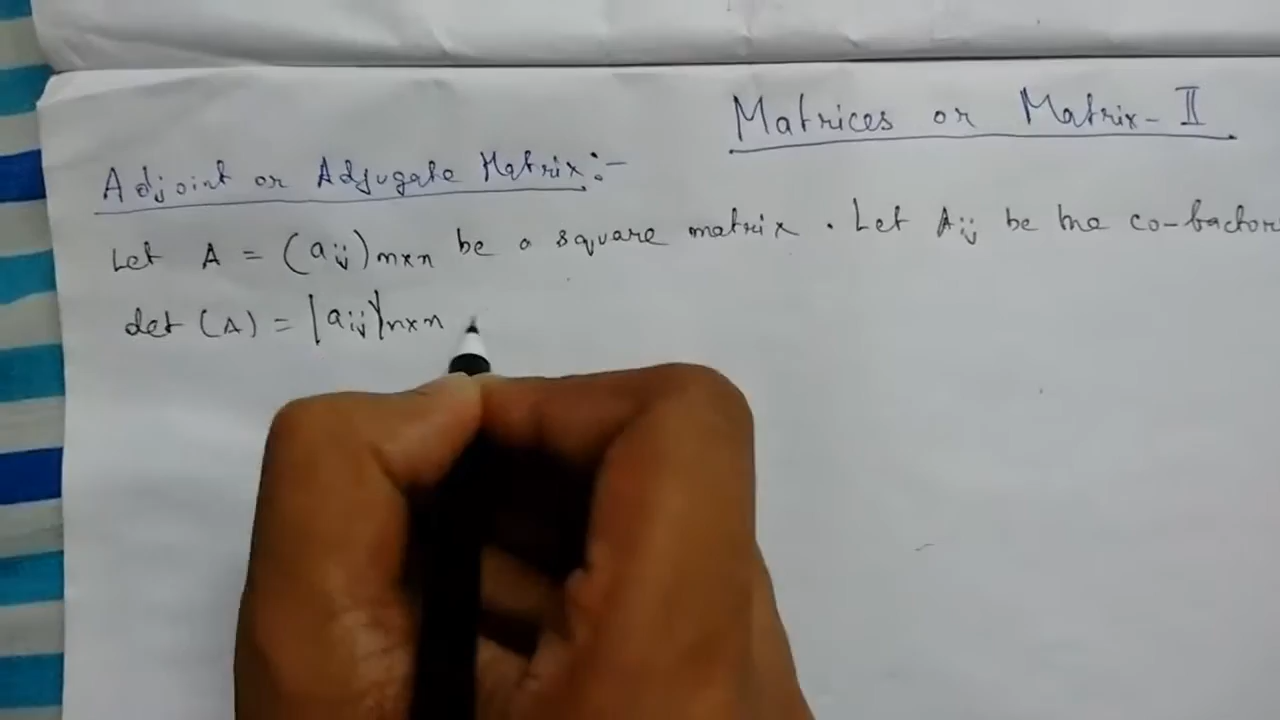 Matrices or Matrix-II
Adjoint or Adjugate Matrix:-
Let A = (aij)n×n be a square matrix. Let Aij be the co-factor
det (A) = |aij|n×n